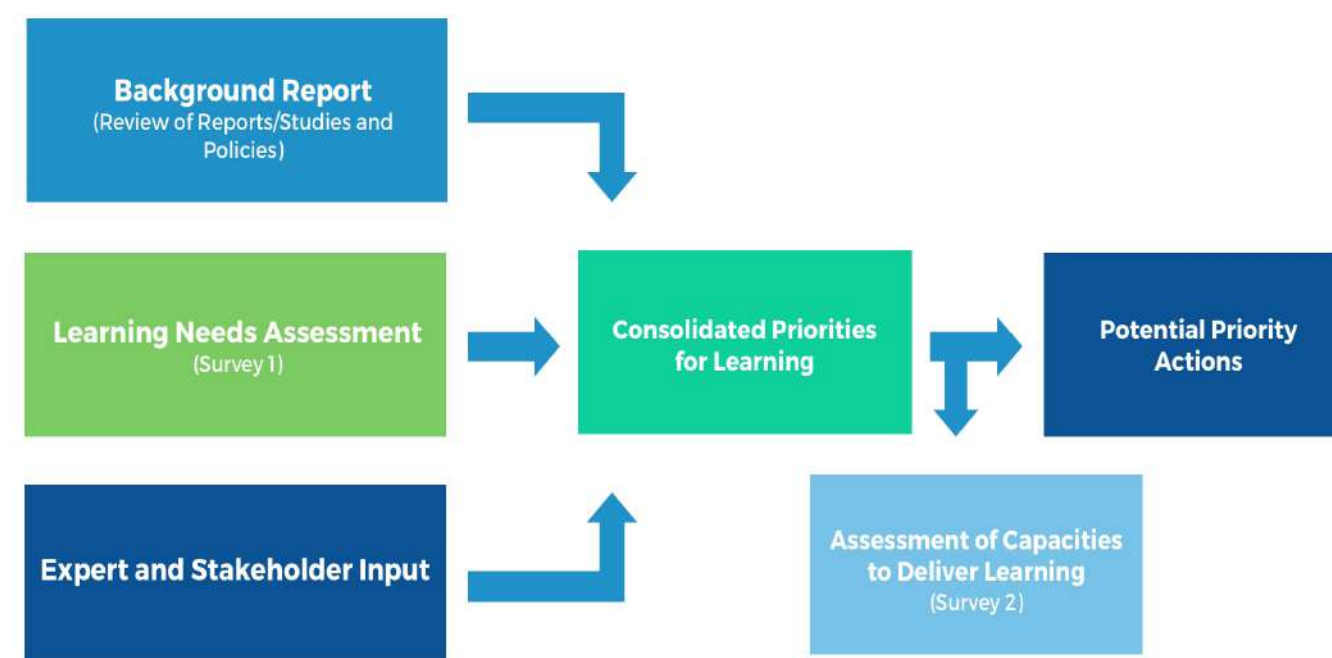 Background Report
(Review of Reports/Studies and
Policies)
Learning Needs Assessment
(Survey 1)
Expert and Stakeholder Input
Consolidated Priorities
for Learning
Potential Priority
Actions
Assessment of Capacities
to Deliver Learning
(Survey 2)